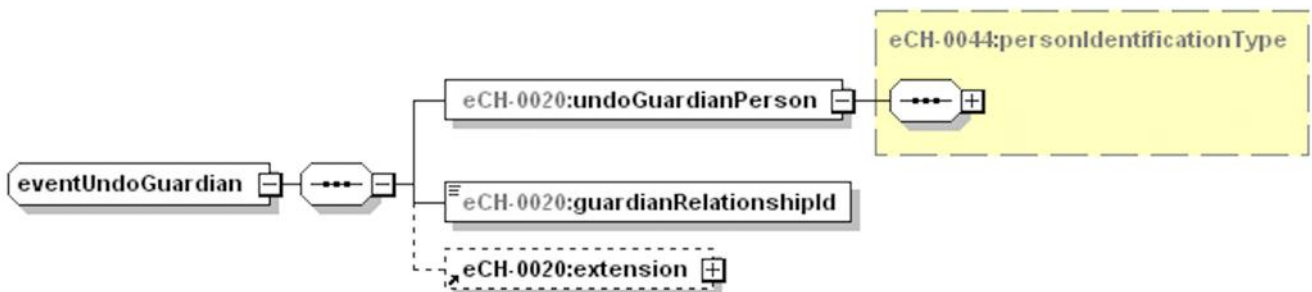 eCH-0044:personIdentificationType
eCH-0020:undoGuardianPerson
eventUndoGuardian
eCH-0020:guardianRelationshipId
eCH-0020:extension